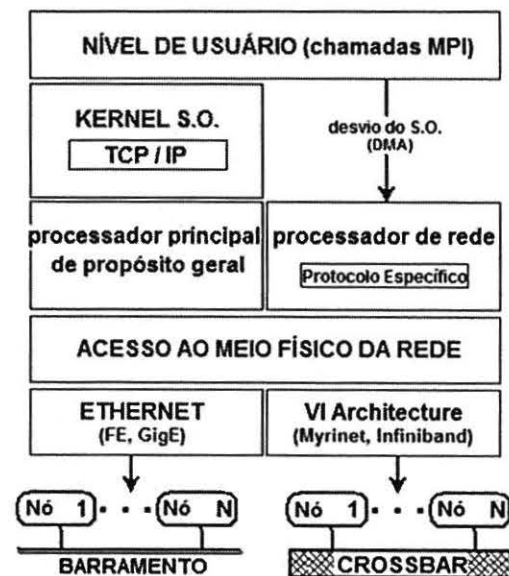 NÍVEL DE USUÁRIO (chamadas MPI)
KERNEL S.O.
TCP / IP
desvio do S.O.
(DMA)
processador principal
de propósito geral
processador de rede
Protocolo Específico
ACESSO AO MEIO FÍSICO DA REDE
ETHERNET
(FE, GigE)
VI Architecture
(Myrinet, Infiniband)
Nó 1 · · · Nó N
BARRAMENTO
Nó 1 · · · Nó N
CROSSBAR